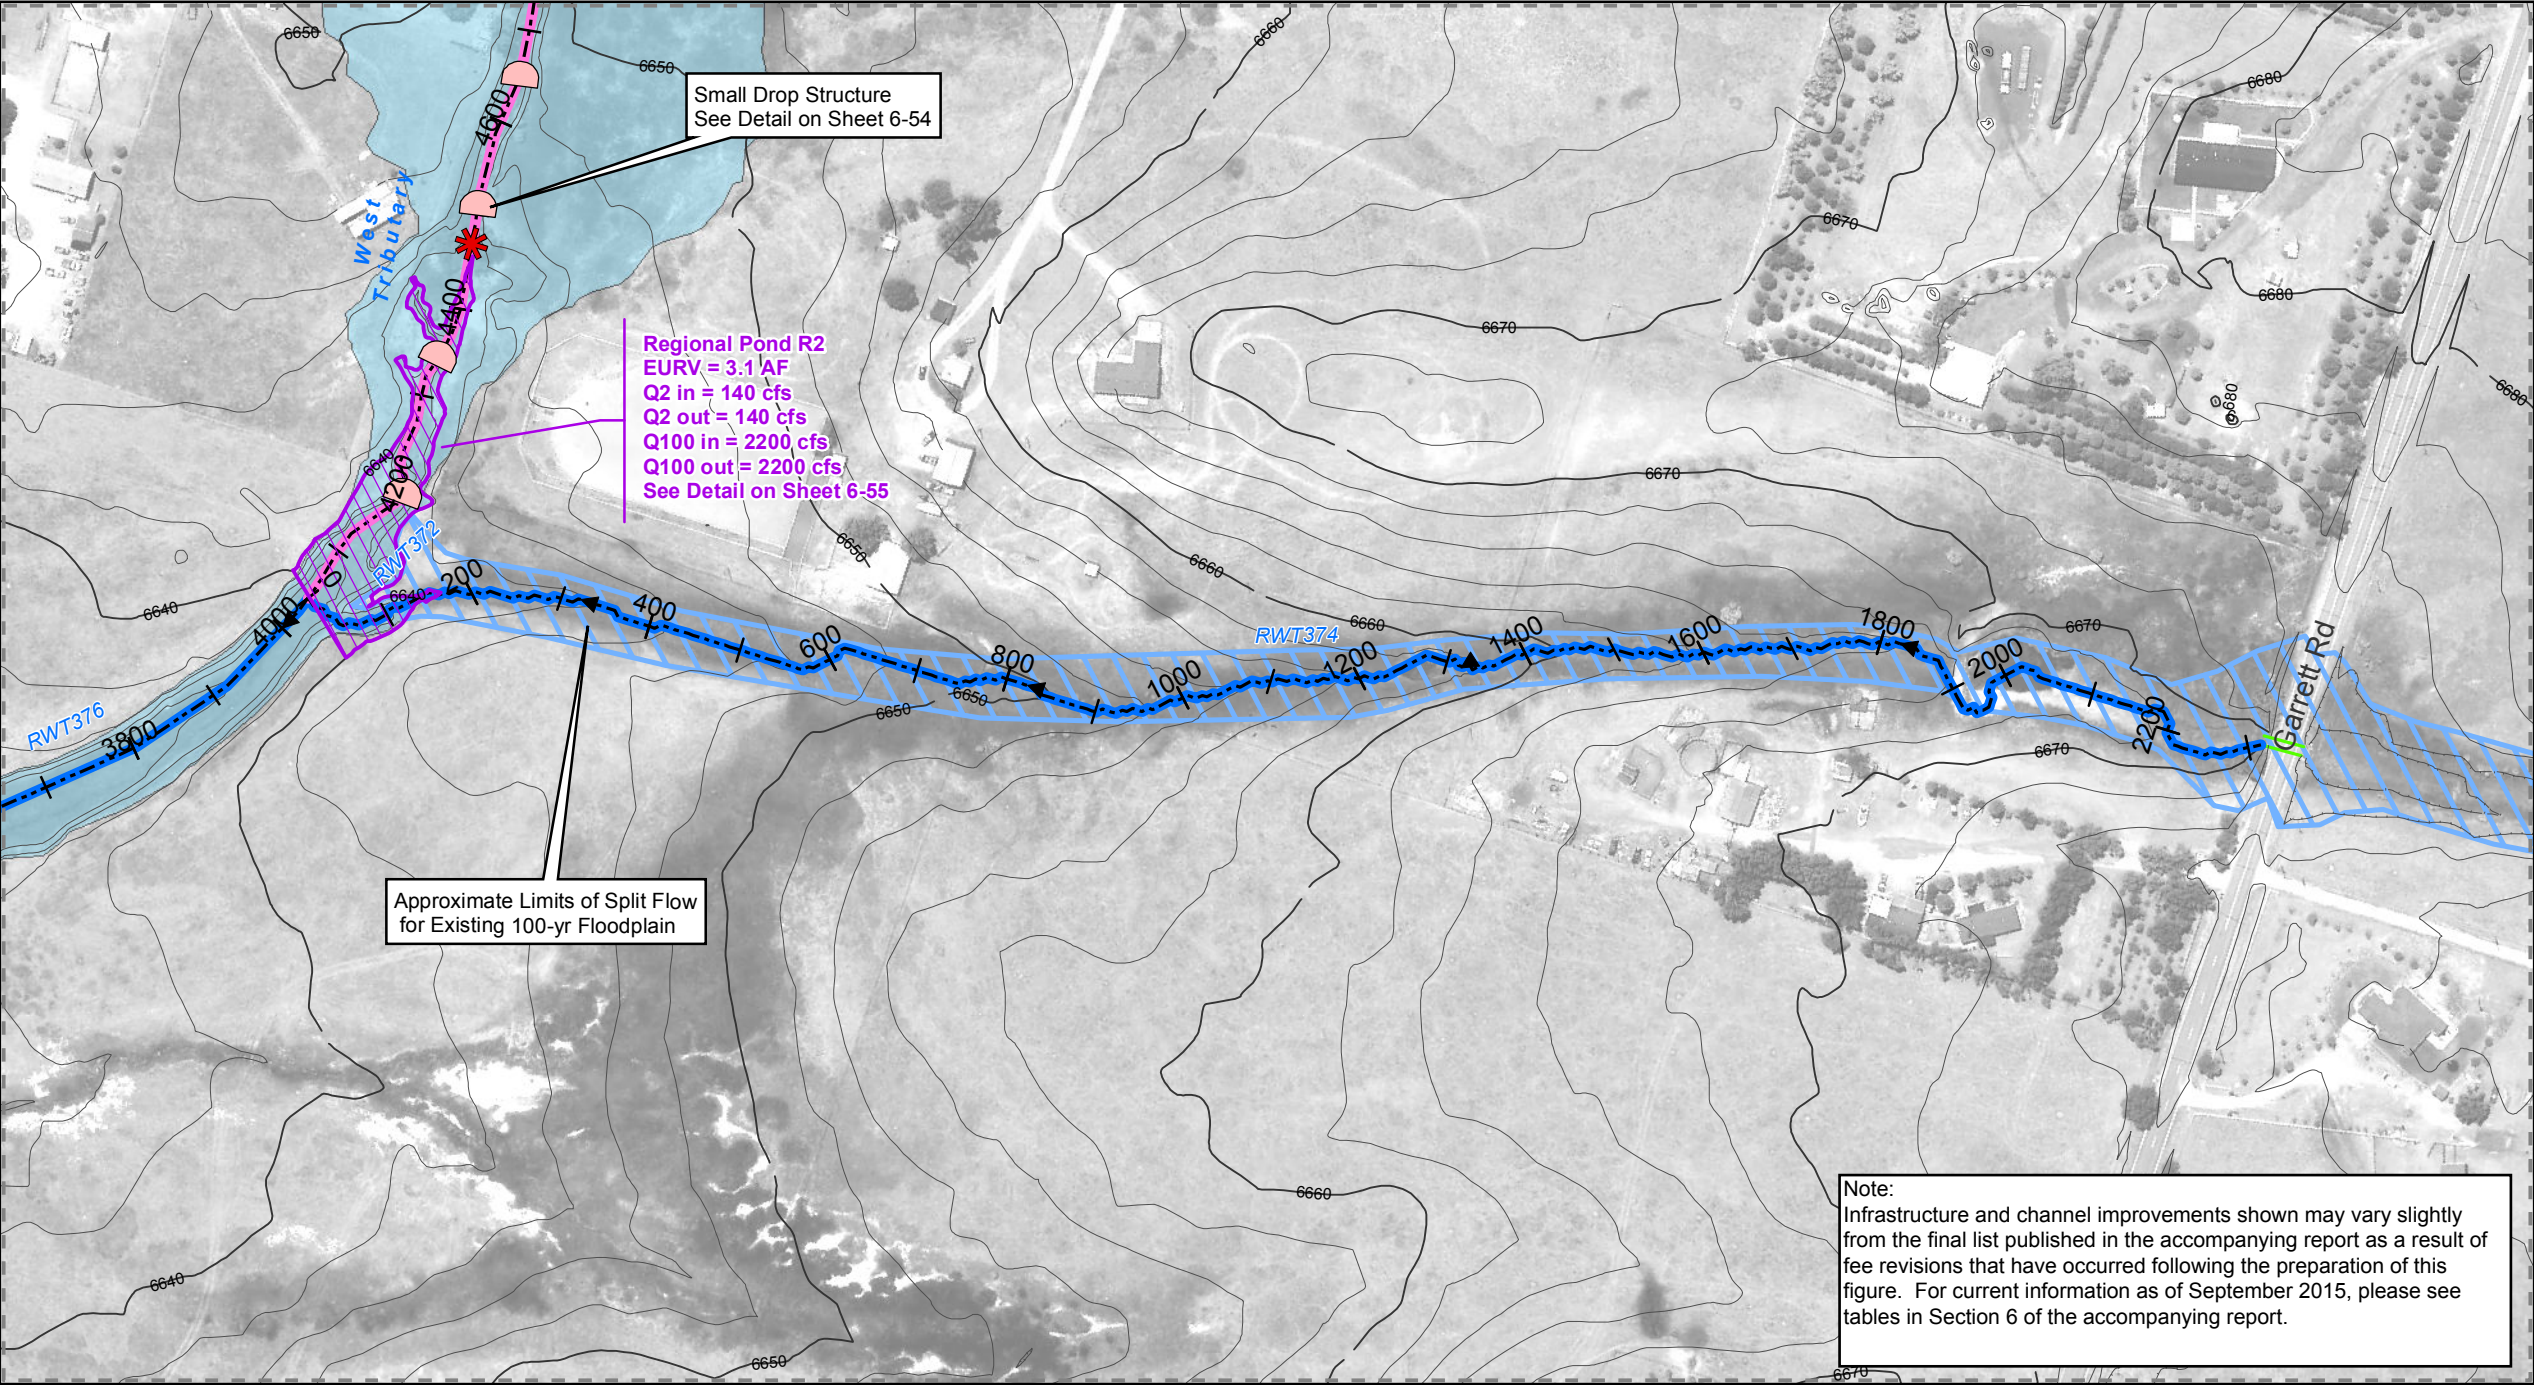 6650
6650
6660
6680
Small Drop Structure
See Detail on Sheet 6-54
4600
West
Tributary
6670
6680
4400
6670
Regional Pond R2
EURV = 3.1 AF
Q2 in = 140 cfs
Q2 out = 140 cfs
Q100 in = 2200 cfs
Q100 out = 2200 cfs
See Detail on Sheet 6-55
6680
6680
6640
4200
6670
6650
RWT372
6660
0
200
6640
400
6640
4000
600
800
1000
1200
RWT374
6660
1400
1600
1800
2000
6670
2200
Garrett Rd
6650
6650
6670
RWT376
3800
Approximate Limits of Split Flow
for Existing 100-yr Floodplain
6660
6640
6650
6670
Note:
Infrastructure and channel improvements shown may vary slightly
from the final list published in the accompanying report as a result of
fee revisions that have occurred following the preparation of this
figure.  For current information as of September 2015, please see
tables in Section 6 of the accompanying report.